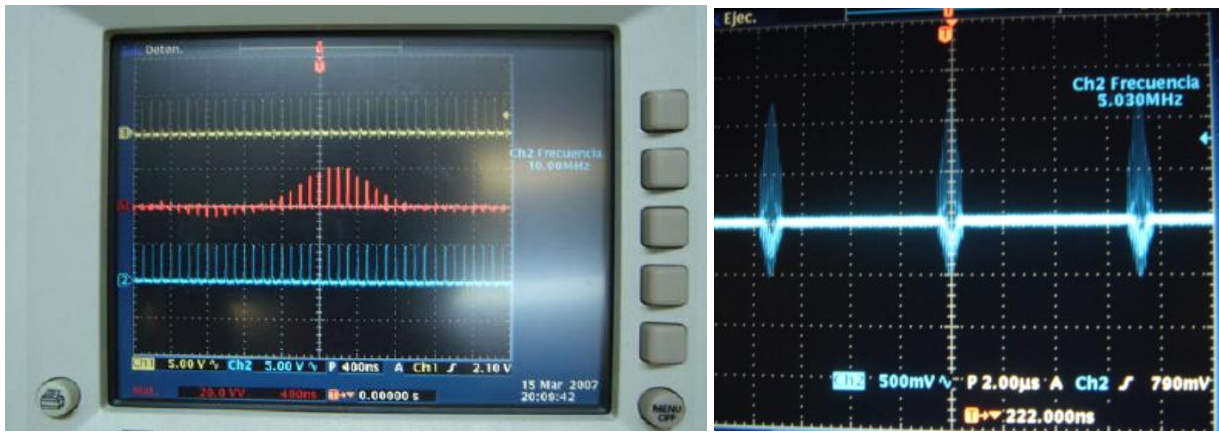 Deten.
Ch2 Frecuencia
10.00MHz
1
2
Ch1 5.00 V Ch2 5.00 V P 400ns A Ch1 2.10 V
Mat. 20.0 VV 400ns T 0.00000 s
15 Mar 2007
20:09:42
MENU
OFF
Ejec.
T
Ch2 Frecuencia
5.030MHz
Ch2 500mV P 2.00µs A Ch2 790mV
T 222.000ns